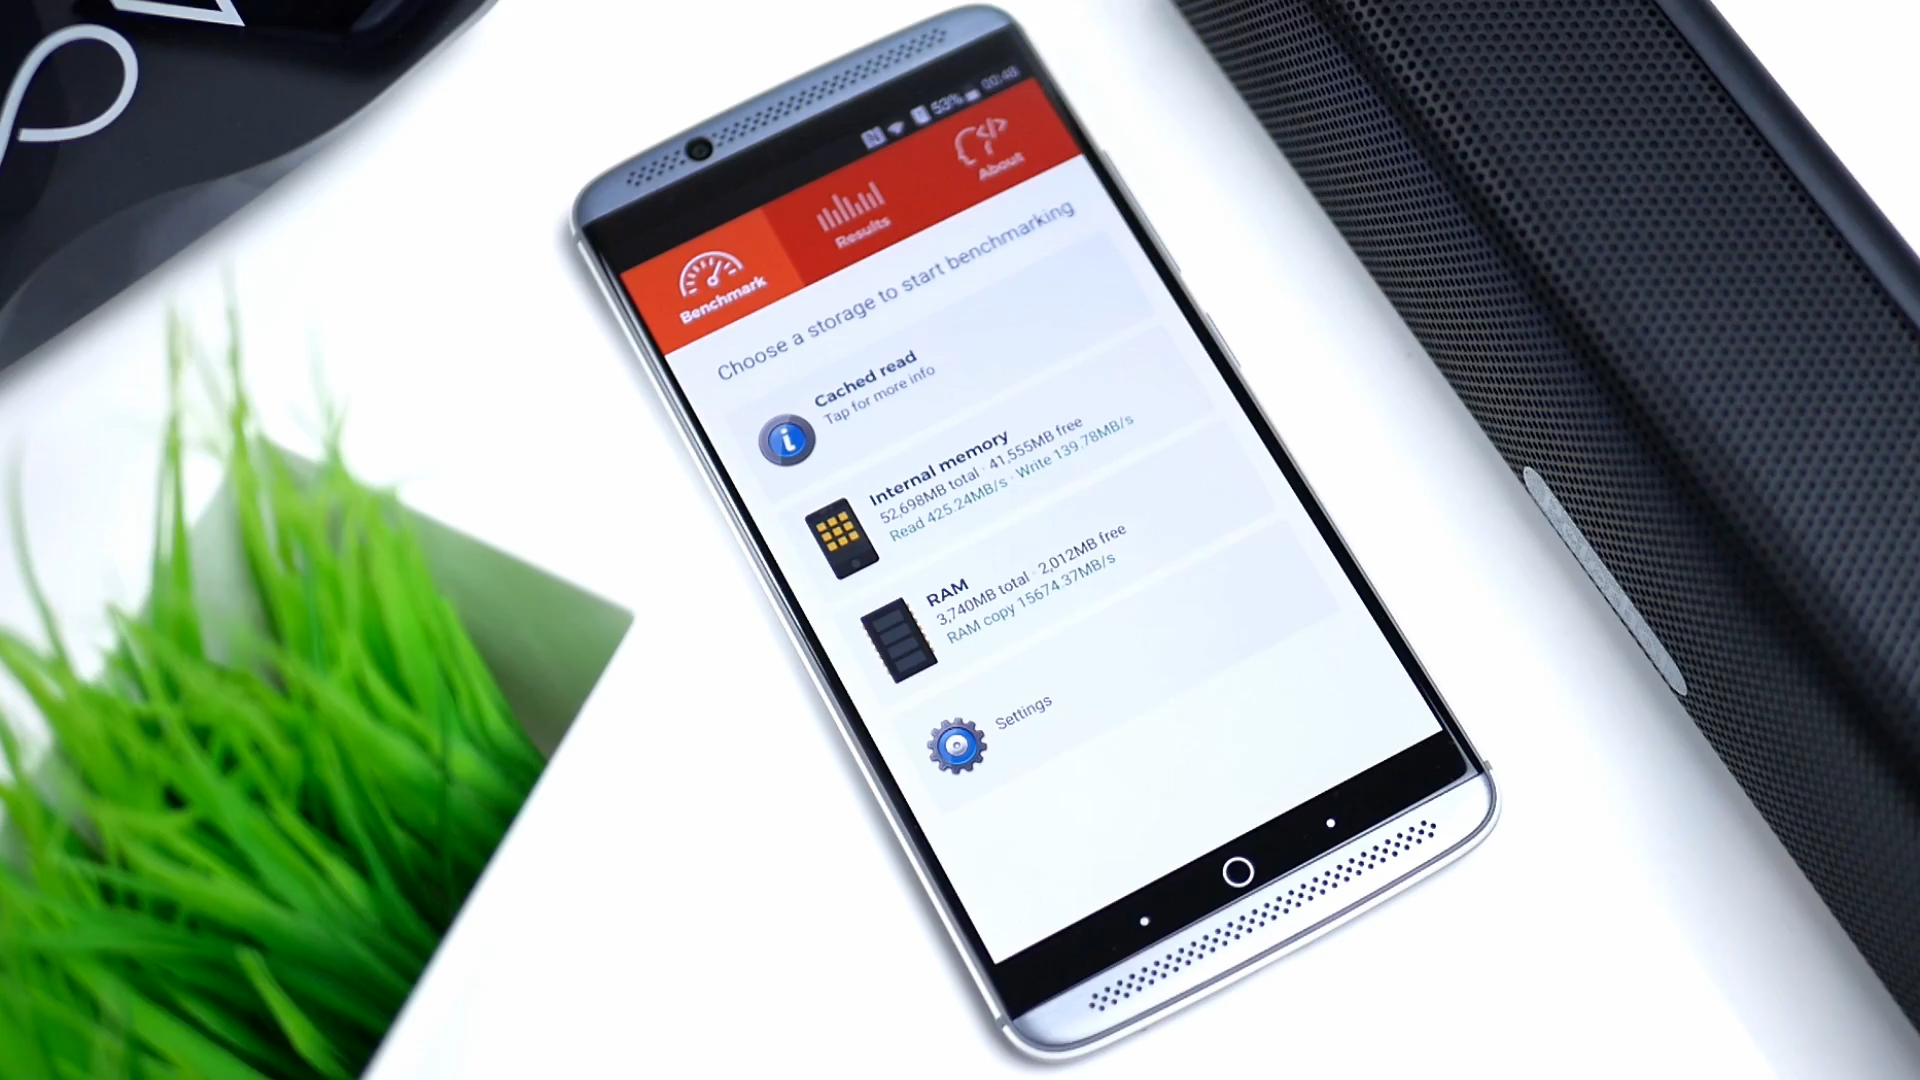 53% 00:48
Benchmark
Results
About
Choose a storage to start benchmarking
Cached read
Tap for more info
Internal memory
52,698MB total · 41,555MB free
Read 425.24MB/s · Write 139.78MB/s
RAM
3,740MB total · 2,012MB free
RAM copy 15674.37MB/s
Settings